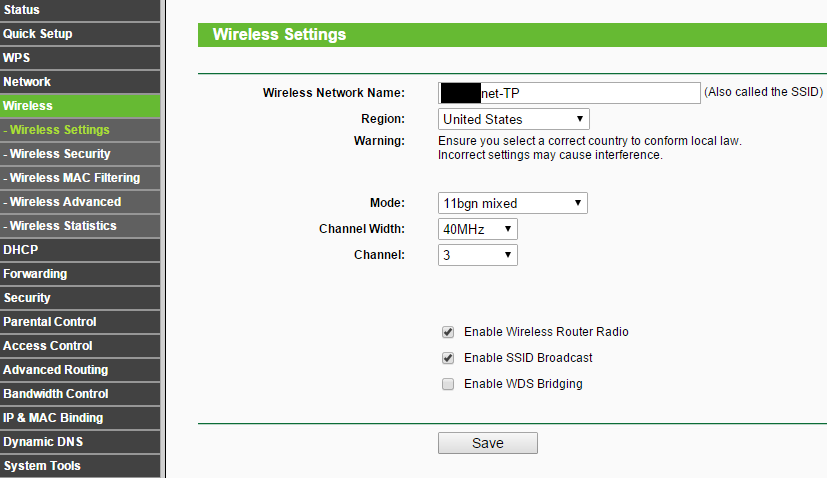 Status
Quick Setup
WPS
Network
Wireless
- Wireless Settings
- Wireless Security
- Wireless MAC Filtering
- Wireless Advanced
- Wireless Statistics
DHCP
Forwarding
Security
Parental Control
Access Control
Advanced Routing
Bandwidth Control
IP & MAC Binding
Dynamic DNS
System Tools
Wireless Settings
Wireless Network Name: net-TP (Also called the SSID)
Region: United States
Warning: Ensure you select a correct country to conform local law.
Incorrect settings may cause interference.
Mode: 11bgn mixed
Channel Width: 40MHz
Channel: 3
Enable Wireless Router Radio
Enable SSID Broadcast
Enable WDS Bridging
Save